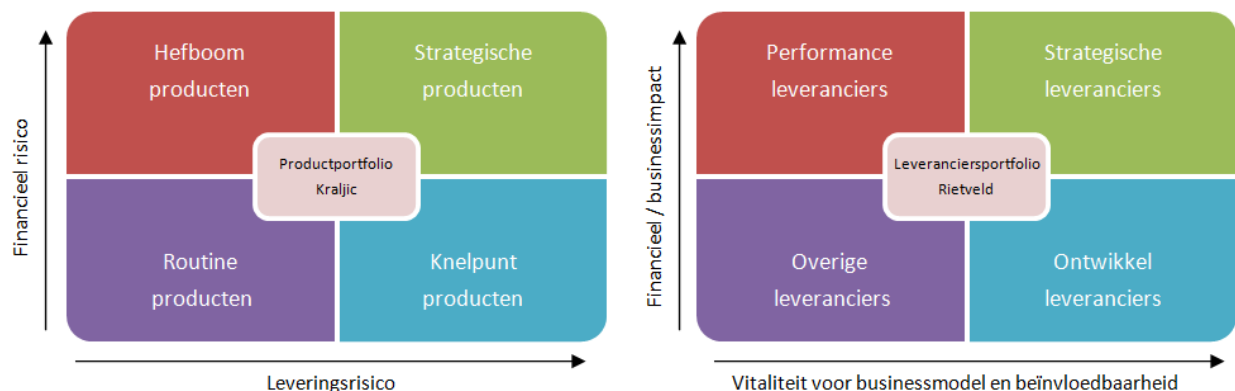 Financieel risico
Hefboom
producten
Strategische
producten
Productportfolio
Kraljic
Routine
producten
Knelpunt
producten
Leveringsrisico
Financieel / businessimpact
Performance
leveranciers
Strategische
leveranciers
Leveranciersportfolio
Rietveld
Overige
leveranciers
Ontwikkel
leveranciers
Vitaliteit voor businessmodel en beïnvloedbaarheid